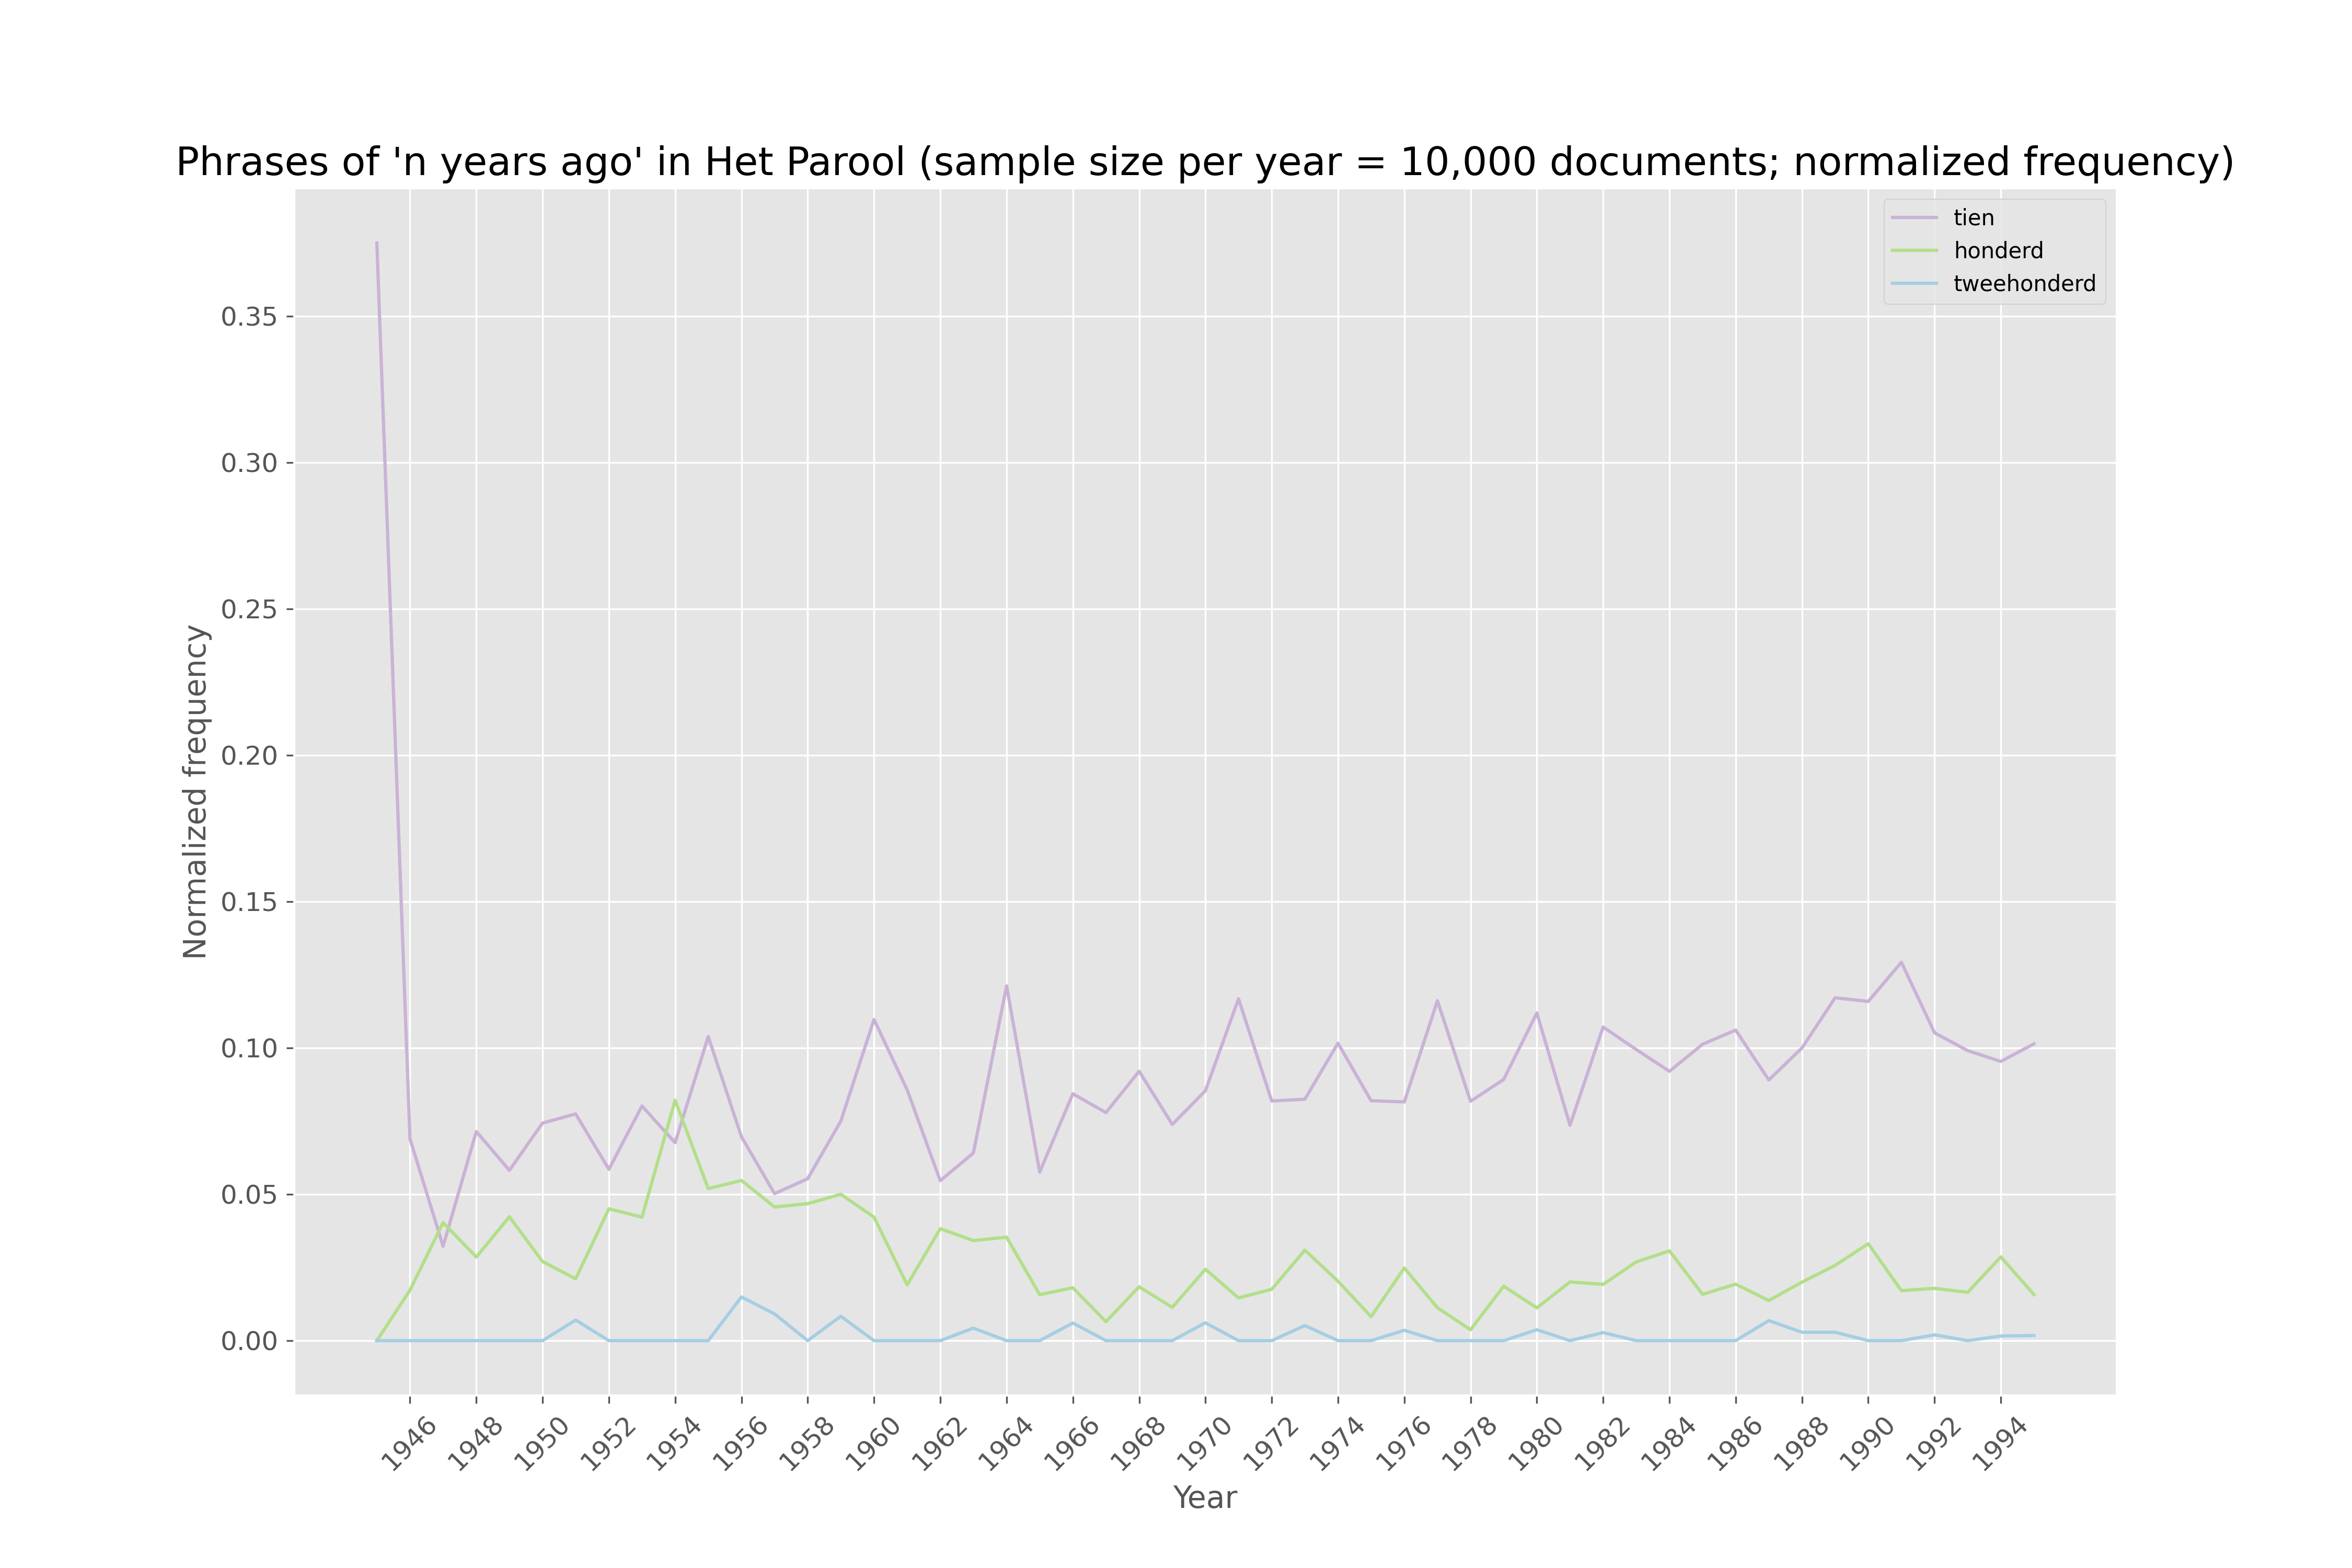 Phrases of 'n years ago' in Het Parool (sample size per year = 10,000 documents; normalized frequency)
tien
honderd
tweehonderd
0.35
0.30
0.25
0.20
0.15
0.10
0.05
0.00
Normalized frequency
1946 1948 1950 1952 1954 1956 1958 1960 1962 1964 1966 1968 1970 1972 1974 1976 1978 1980 1982 1984 1986 1988 1990 1992 1994
Year